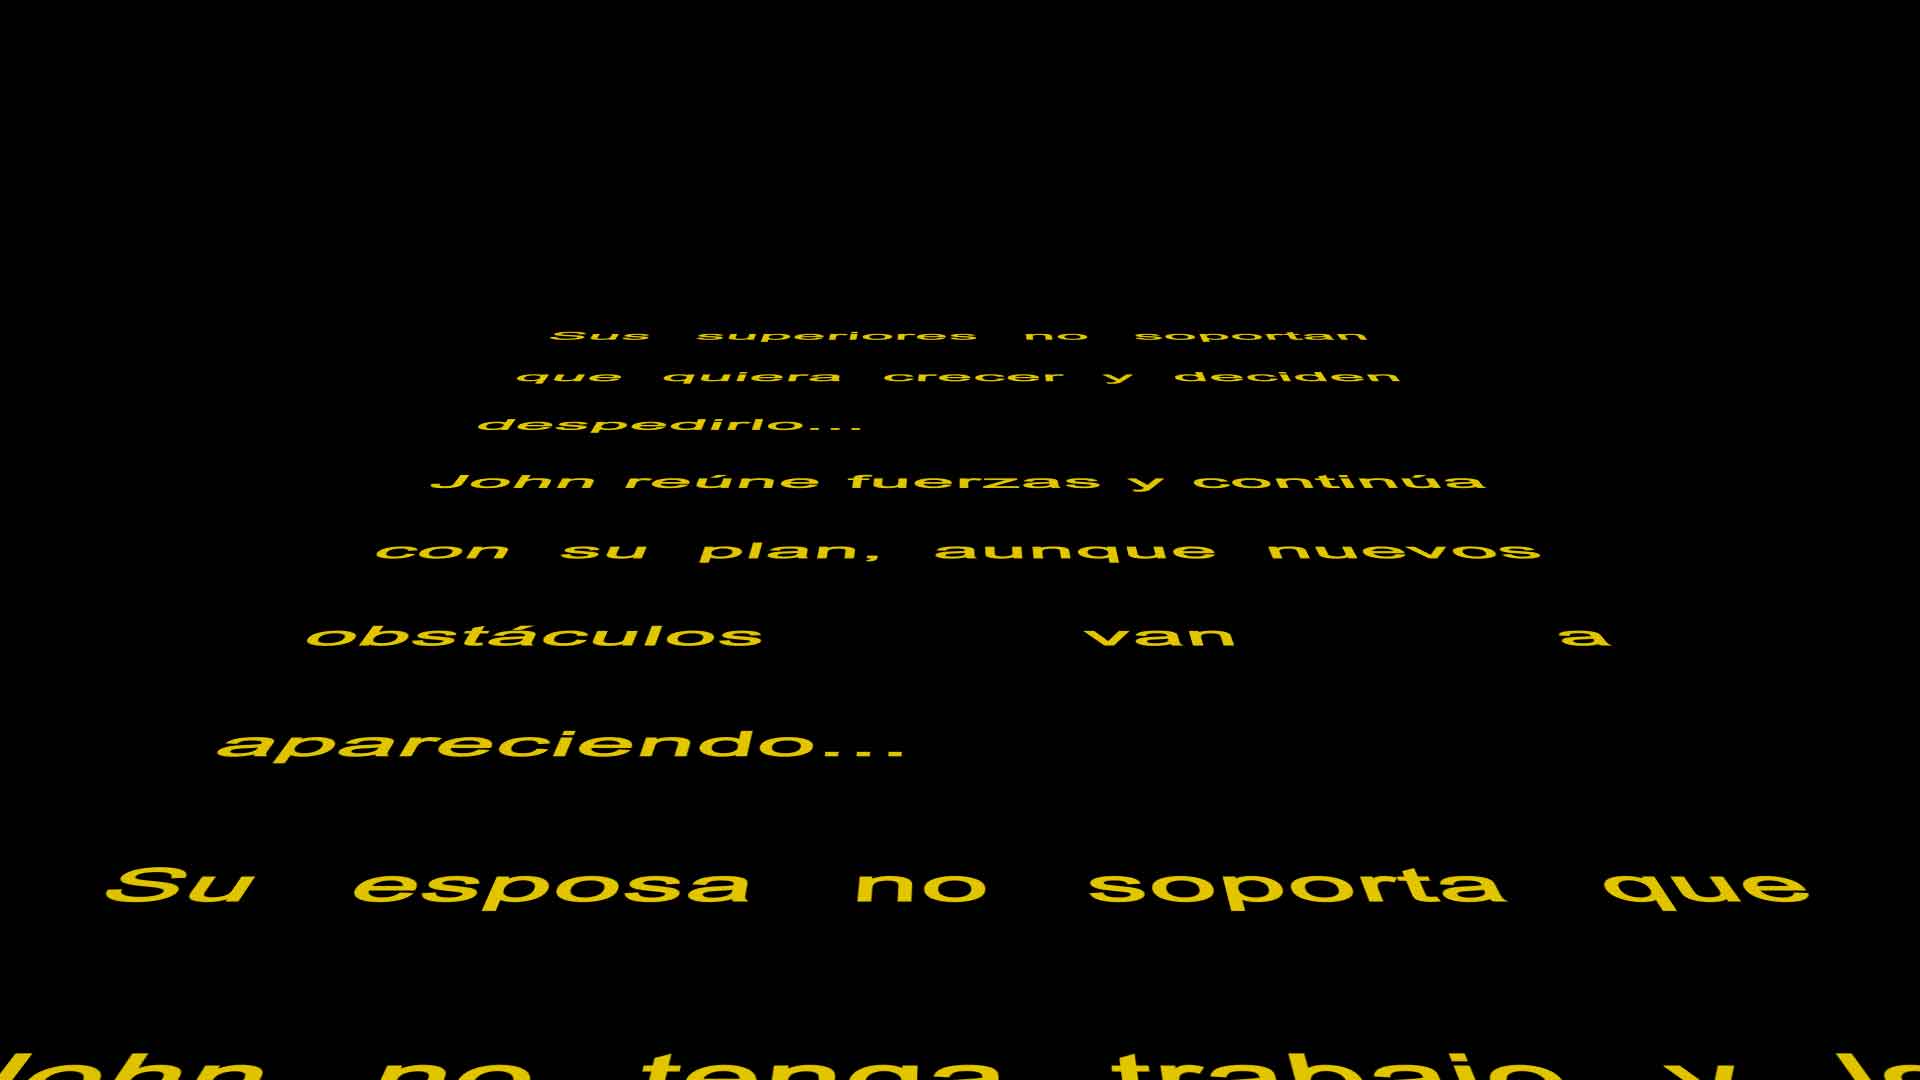 Sus superiores no soportan
que quiera crecer y deciden
despedirlo...
John reúne fuerzas y continúa
con su plan, aunque nuevos
obstáculos van a
apareciendo...
Su esposa no soporta que
John no tenga trabajo y